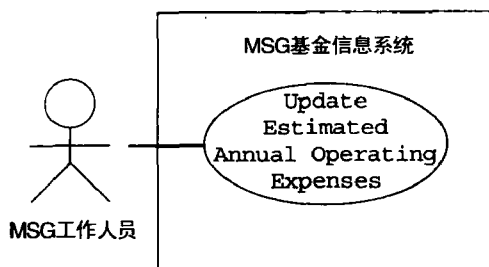 MSG基金信息系统
Update
Estimated
Annual Operating
Expenses
MSG工作人员